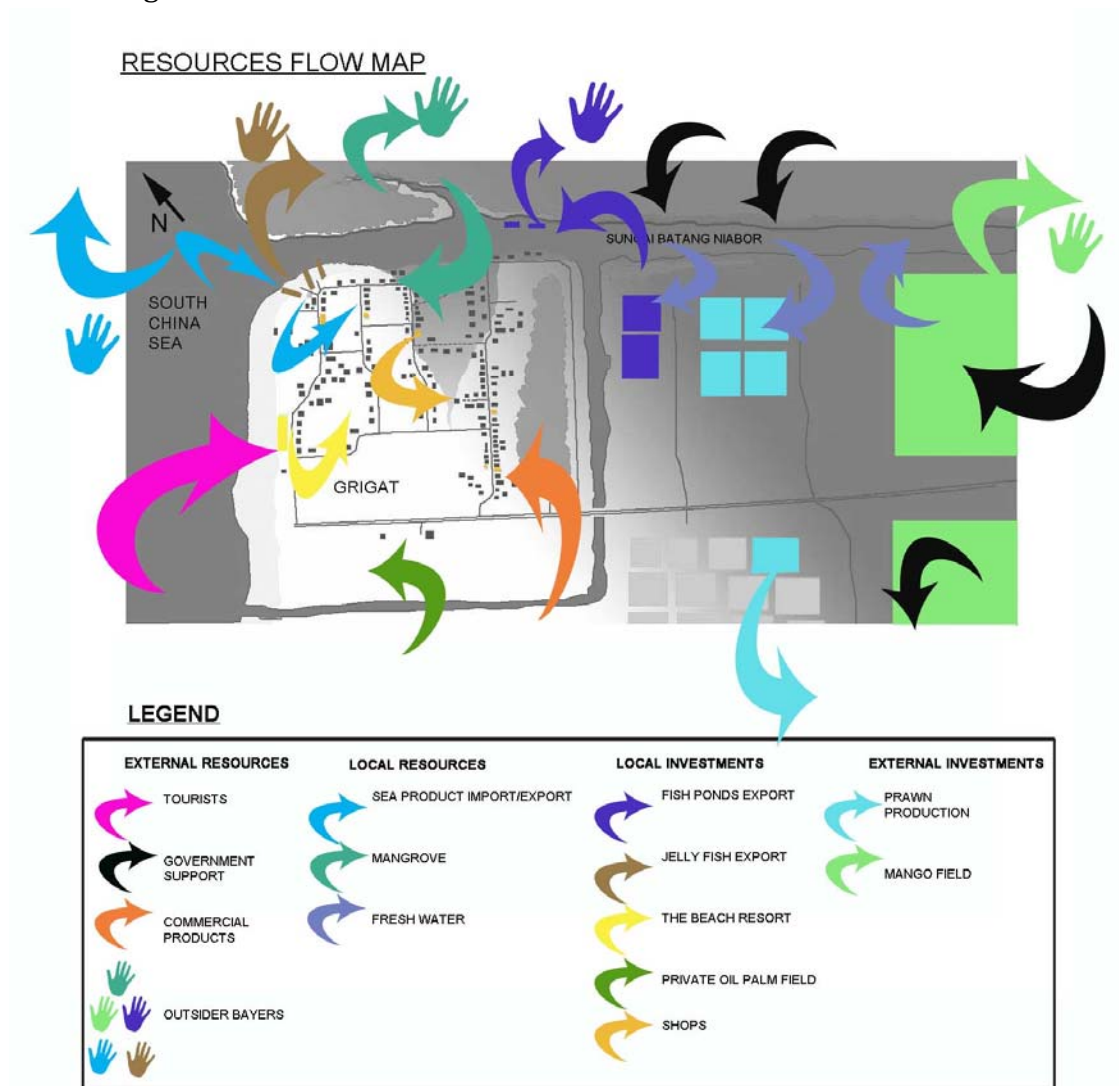 RESOURCES FLOW MAP
N
SUNGAI BATANG NIABOR
SOUTH
CHINA
SEA
GRIGAT
LEGEND
EXTERNAL RESOURCES
TOURISTS
GOVERNMENT
SUPPORT
COMMERCIAL
PRODUCTS
OUTSIDER BAYERS
LOCAL RESOURCES
SEA PRODUCT IMPORT/EXPORT
MANGROVE
FRESH WATER
LOCAL INVESTMENTS
FISH PONDS EXPORT
JELLY FISH EXPORT
THE BEACH RESORT
PRIVATE OIL PALM FIELD
SHOPS
EXTERNAL INVESTMENTS
PRAWN
PRODUCTION
MANGO FIELD